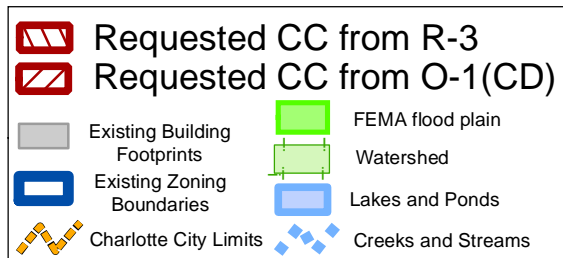 Requested CC from R-3
Requested CC from O-1(CD)
Existing Building
Footprints
Existing Zoning
Boundaries
Charlotte City Limits
FEMA flood plain
Watershed
Lakes and Ponds
Creeks and Streams